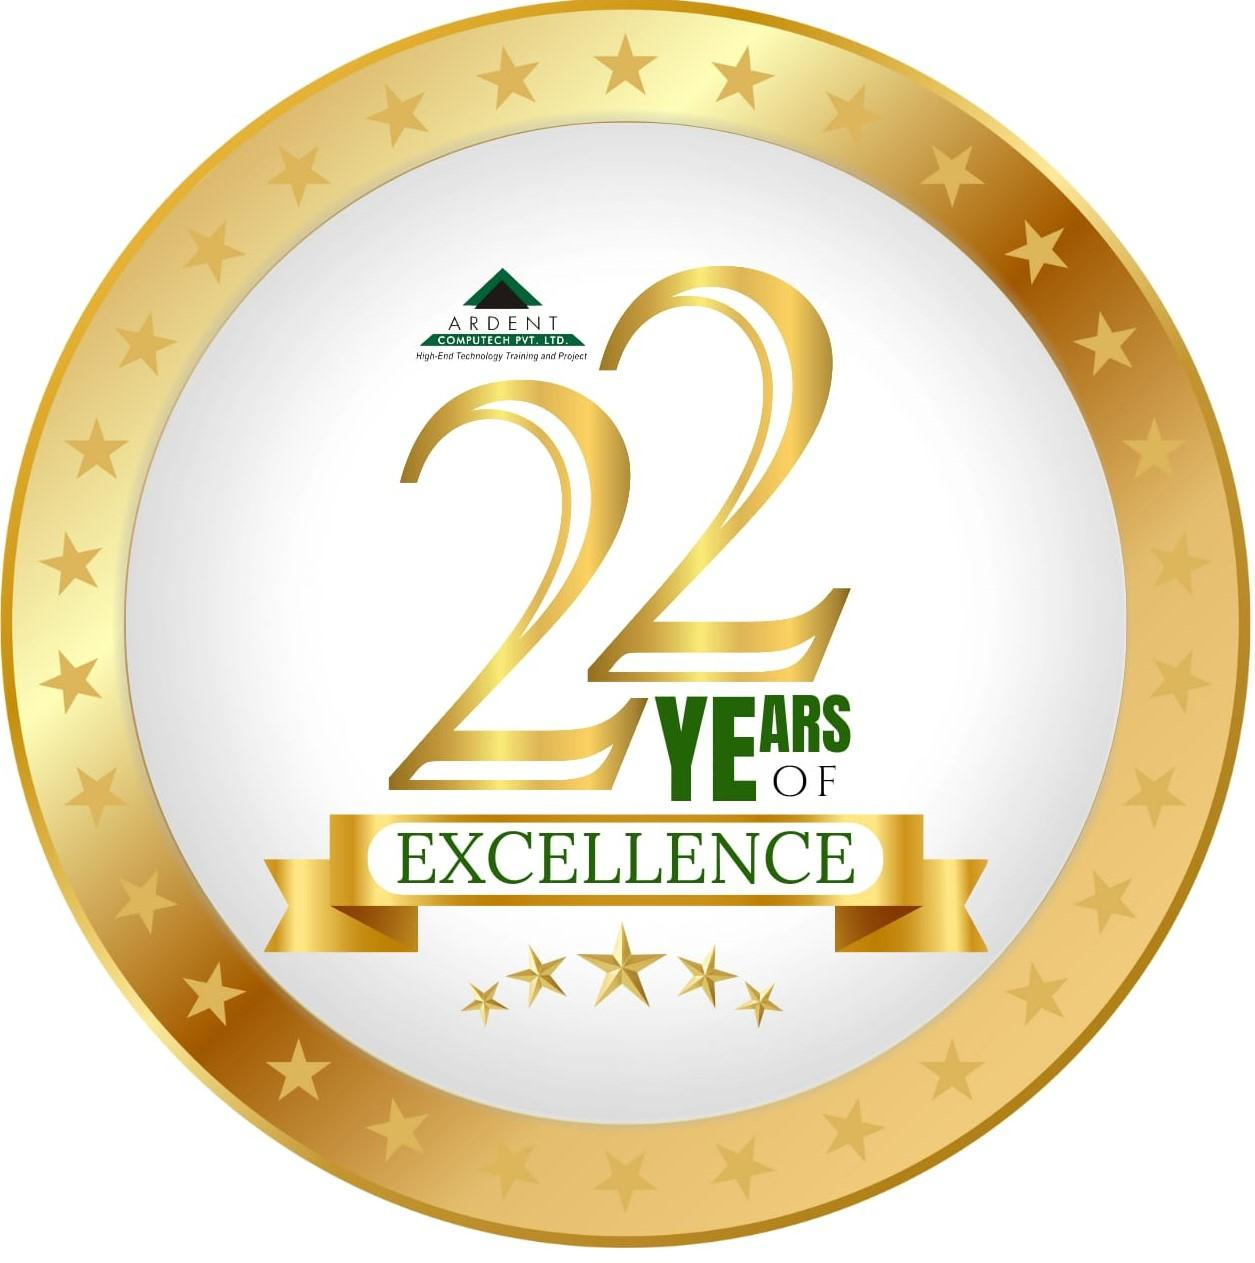 ARDENT
COMPUTECH PVT. LTD.
High-End Technology Training and Project
22
YEARS
OF
EXCELLENCE